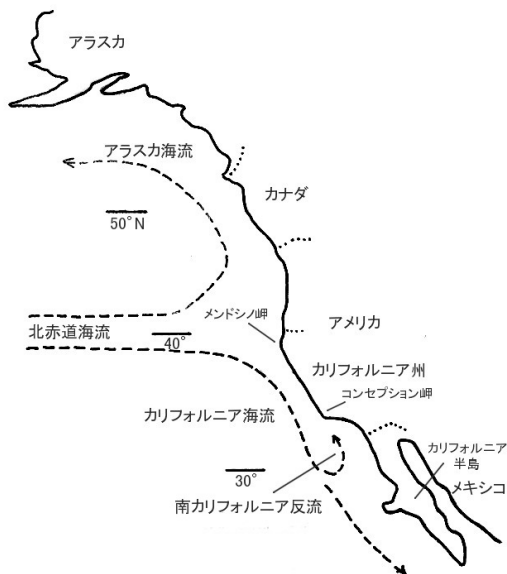 アラスカ
アラスカ海流
カナダ
50°N
メンドシノ岬
アメリカ
北赤道海流
40°
カリフォルニア州
コンセプション岬
カリフォルニア海流
カリフォルニア
半島
30°
メキシコ
南カリフォルニア反流